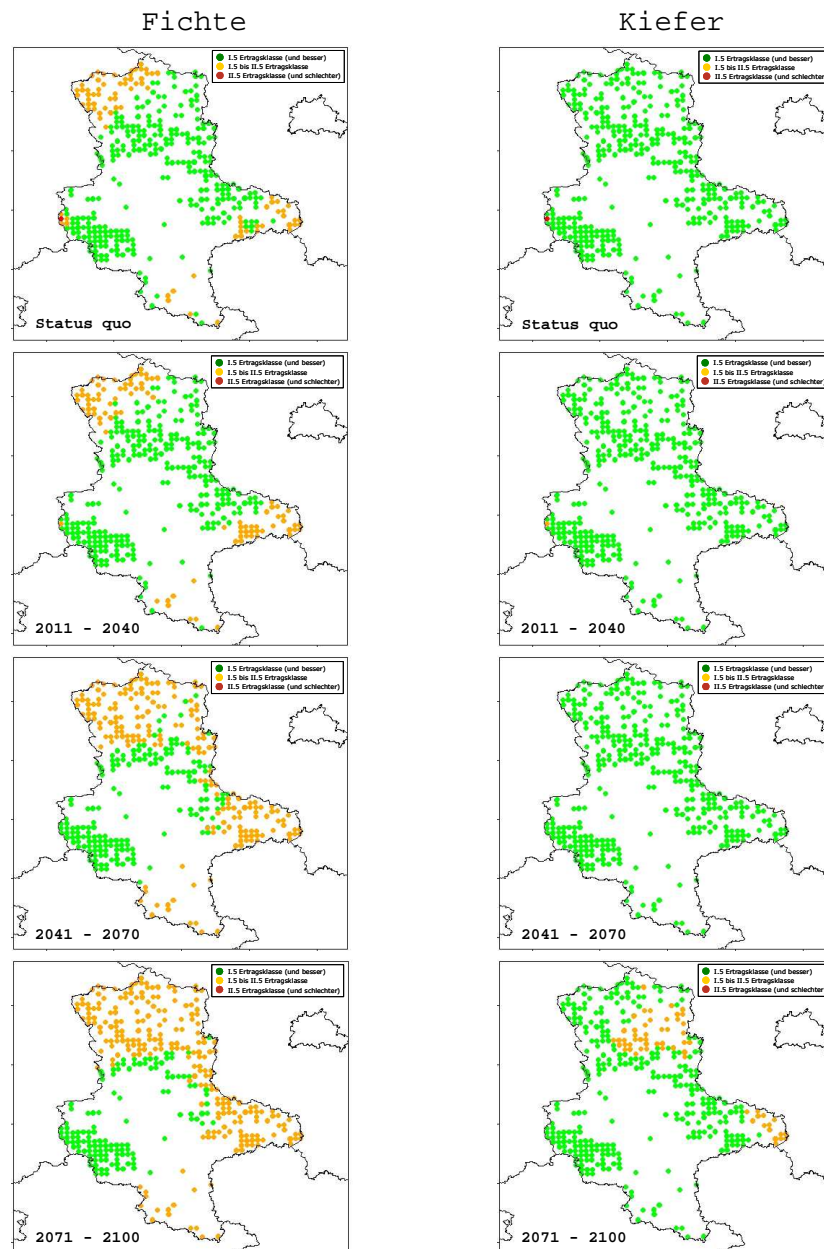 Fichte
Kiefer
I.5 Ertragsklasse (und besser)
I.5 bis II.5 Ertragsklasse
II.5 Ertragsklasse (und schlechter)
Status quo
I.5 Ertragsklasse (und besser)
I.5 bis II.5 Ertragsklasse
II.5 Ertragsklasse (und schlechter)
Status quo
I.5 Ertragsklasse (und besser)
I.5 bis II.5 Ertragsklasse
II.5 Ertragsklasse (und schlechter)
2011 - 2040
I.5 Ertragsklasse (und besser)
I.5 bis II.5 Ertragsklasse
II.5 Ertragsklasse (und schlechter)
2011 - 2040
I.5 Ertragsklasse (und besser)
I.5 bis II.5 Ertragsklasse
II.5 Ertragsklasse (und schlechter)
2041 - 2070
I.5 Ertragsklasse (und besser)
I.5 bis II.5 Ertragsklasse
II.5 Ertragsklasse (und schlechter)
2041 - 2070
I.5 Ertragsklasse (und besser)
I.5 bis II.5 Ertragsklasse
II.5 Ertragsklasse (und schlechter)
2071 - 2100
I.5 Ertragsklasse (und besser)
I.5 bis II.5 Ertragsklasse
II.5 Ertragsklasse (und schlechter)
2071 - 2100